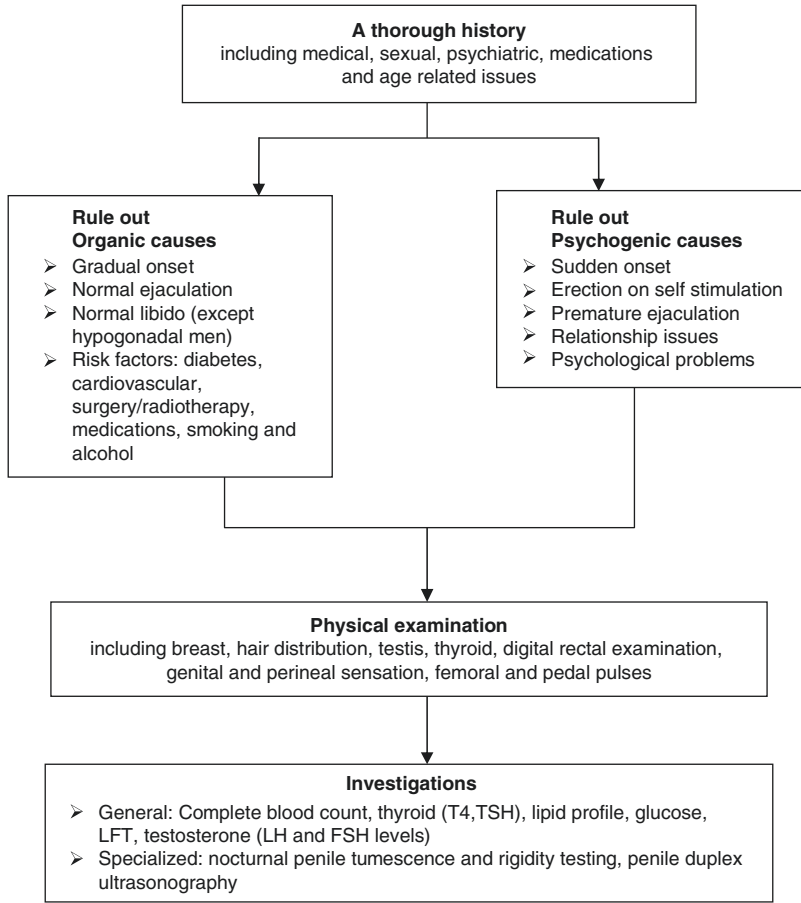 A thorough history
including medical, sexual, psychiatric, medications
and age related issues
Rule out
Organic causes
➢ Gradual onset
➢ Normal ejaculation
➢ Normal libido (except
hypogonadal men)
➢ Risk factors: diabetes,
cardiovascular,
surgery/radiotherapy,
medications, smoking and
alcohol
Rule out
Psychogenic causes
➢ Sudden onset
➢ Erection on self stimulation
➢ Premature ejaculation
➢ Relationship issues
➢ Psychological problems
Physical examination
including breast, hair distribution, testis, thyroid, digital rectal examination,
genital and perineal sensation, femoral and pedal pulses
Investigations
➢ General: Complete blood count, thyroid (T4,TSH), lipid profile, glucose,
LFT, testosterone (LH and FSH levels)
➢ Specialized: nocturnal penile tumescence and rigidity testing, penile duplex
ultrasonography